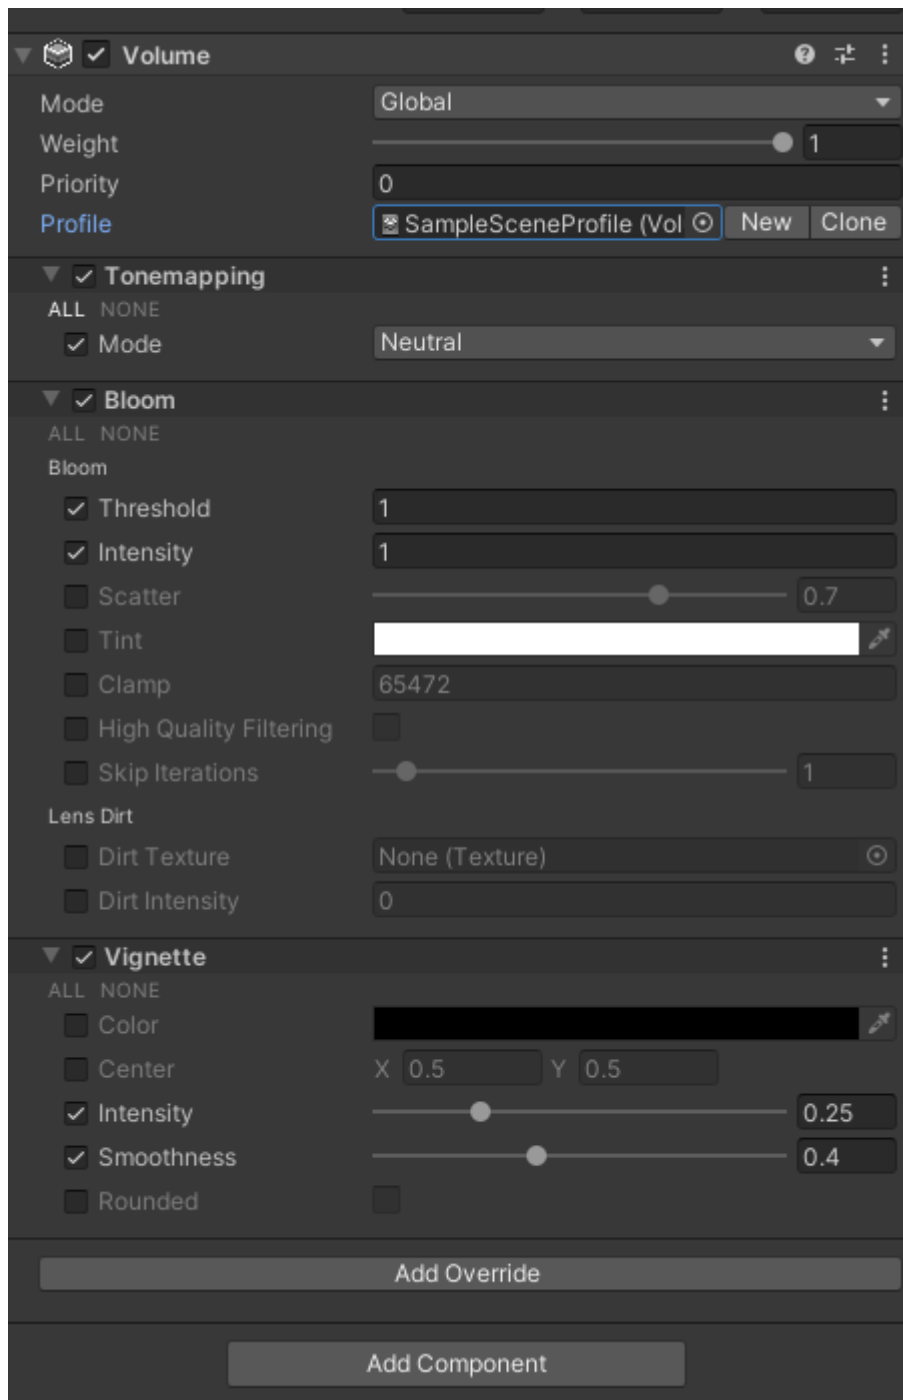 Volume
Mode Global
Weight 1
Priority 0
Profile SampleSceneProfile (Vol New Clone
Tonemapping
ALL NONE
Mode Neutral
Bloom
ALL NONE
Bloom
Threshold 1
Intensity 1
Scatter 0.7
Tint
Clamp 65472
High Quality Filtering
Skip Iterations 1
Lens Dirt
Dirt Texture None (Texture)
Dirt Intensity 0
Vignette
ALL NONE
Color
Center X 0.5 Y 0.5
Intensity 0.25
Smoothness 0.4
Rounded
Add Override
Add Component